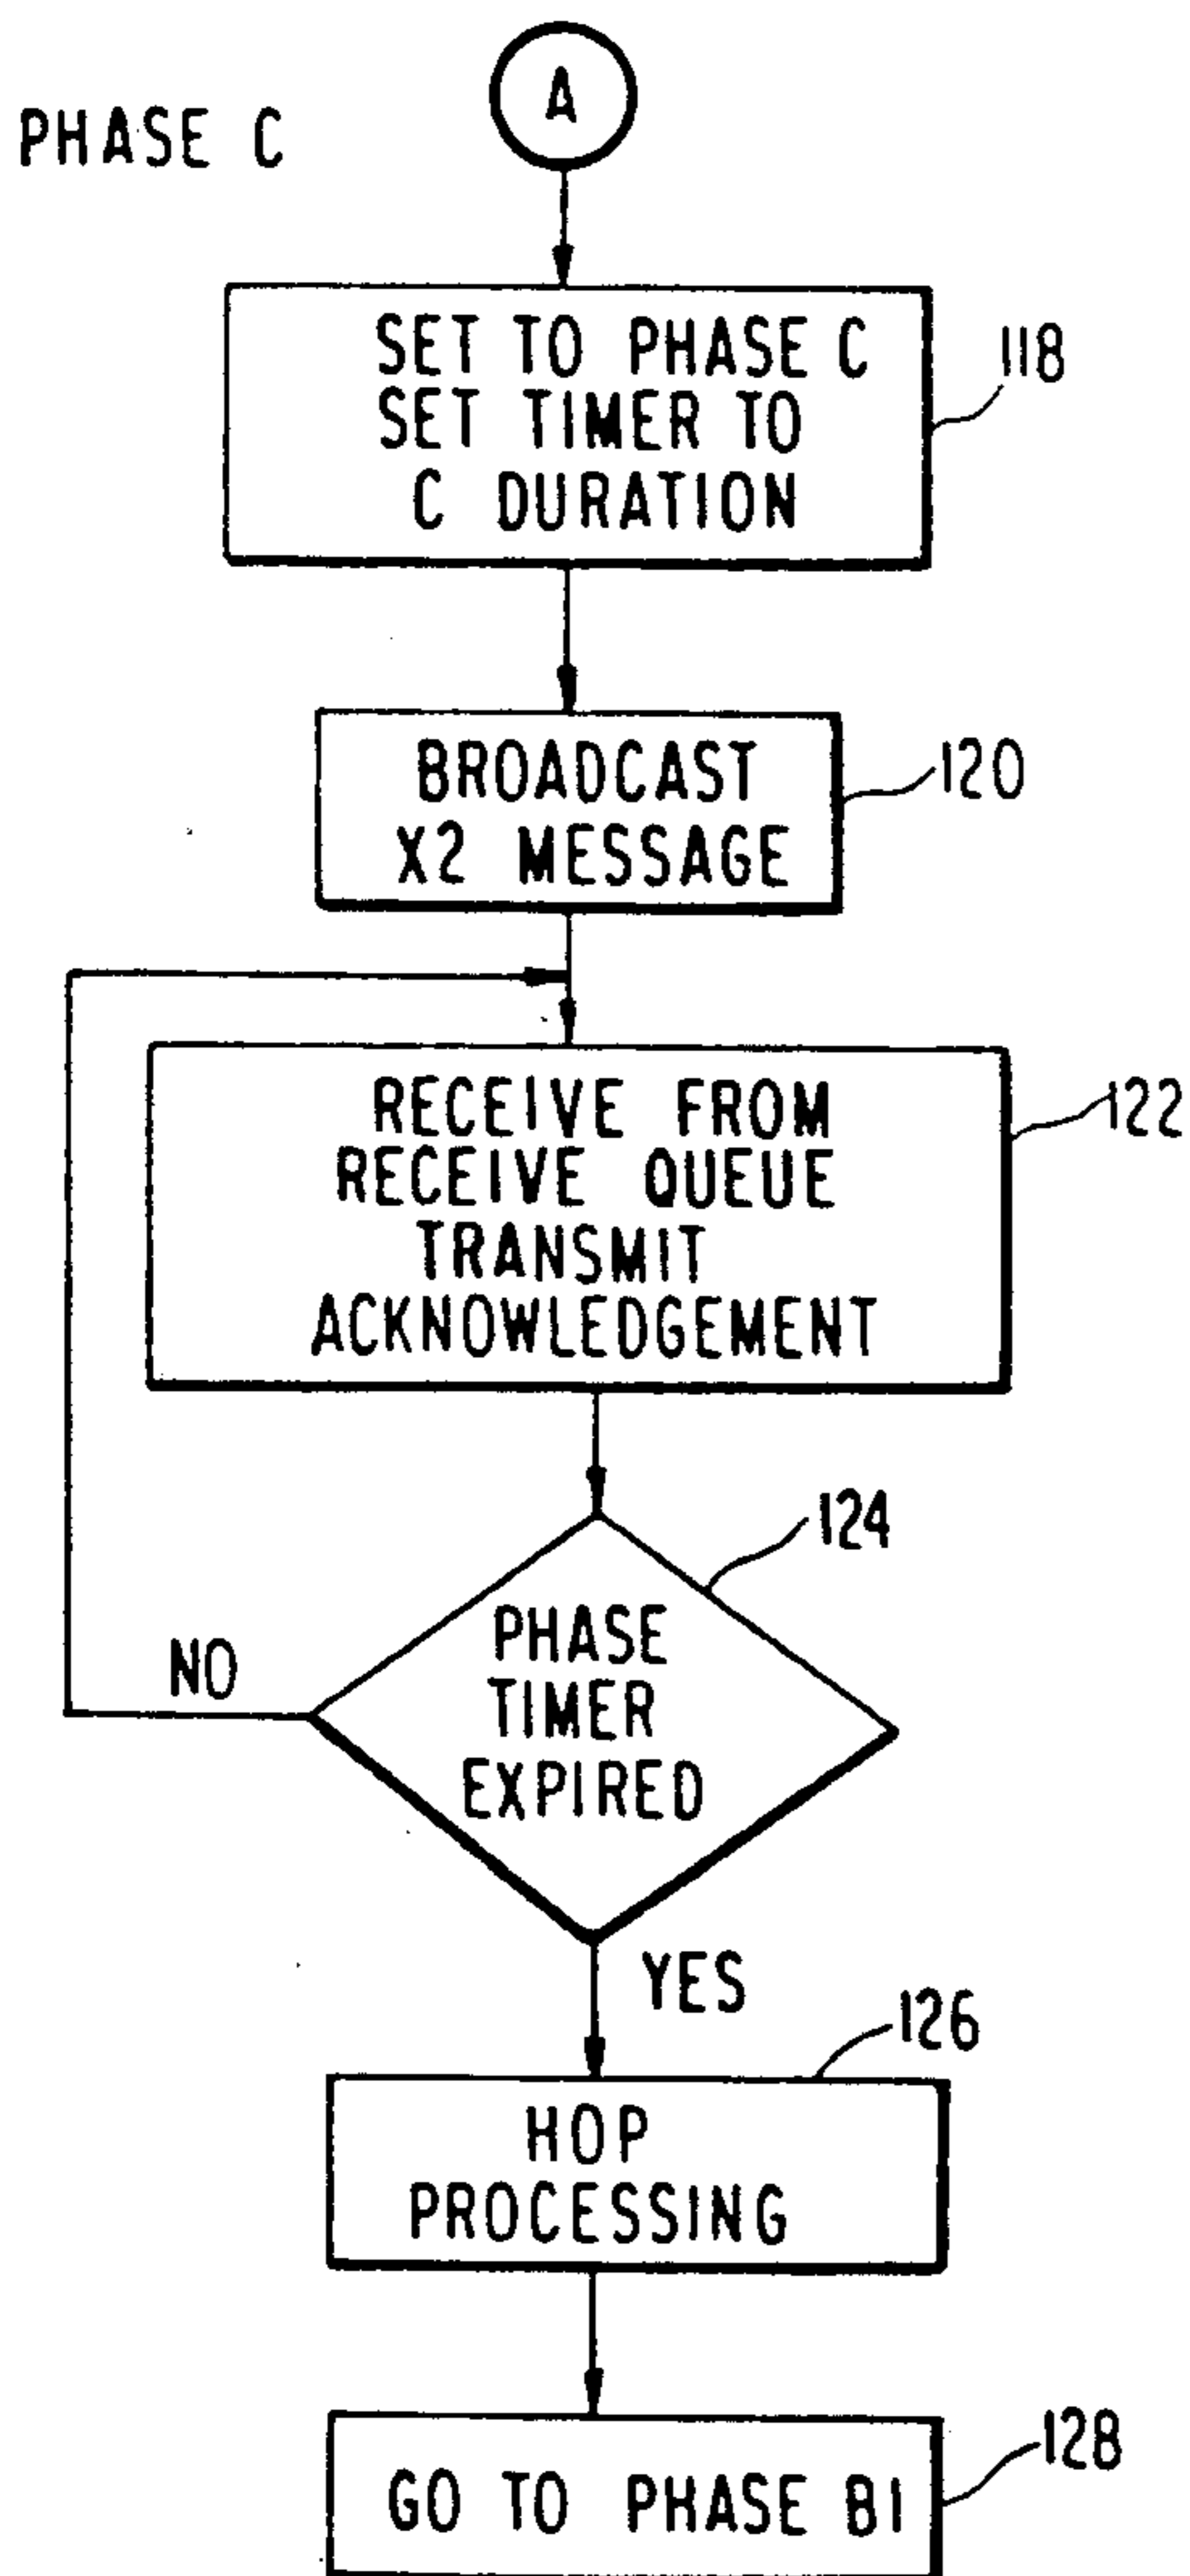 A
PHASE C
SET TO PHASE C
SET TIMER TO
C DURATION
118
BROADCAST
X2 MESSAGE
120
RECEIVE FROM
RECEIVE QUEUE
TRANSMIT
ACKNOWLEDGEMENT
122
124
PHASE
TIMER
EXPIRED
NO
YES
126
HOP
PROCESSING
128
GO TO PHASE B1